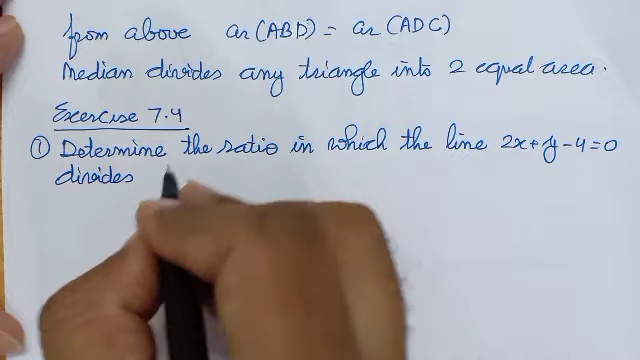 from above ar (ABD) = ar (ADC)
Median divides any triangle into 2 equal area.
Exercise 7.4
① Determine the ratio in which the line 2x+y-4=0
divides